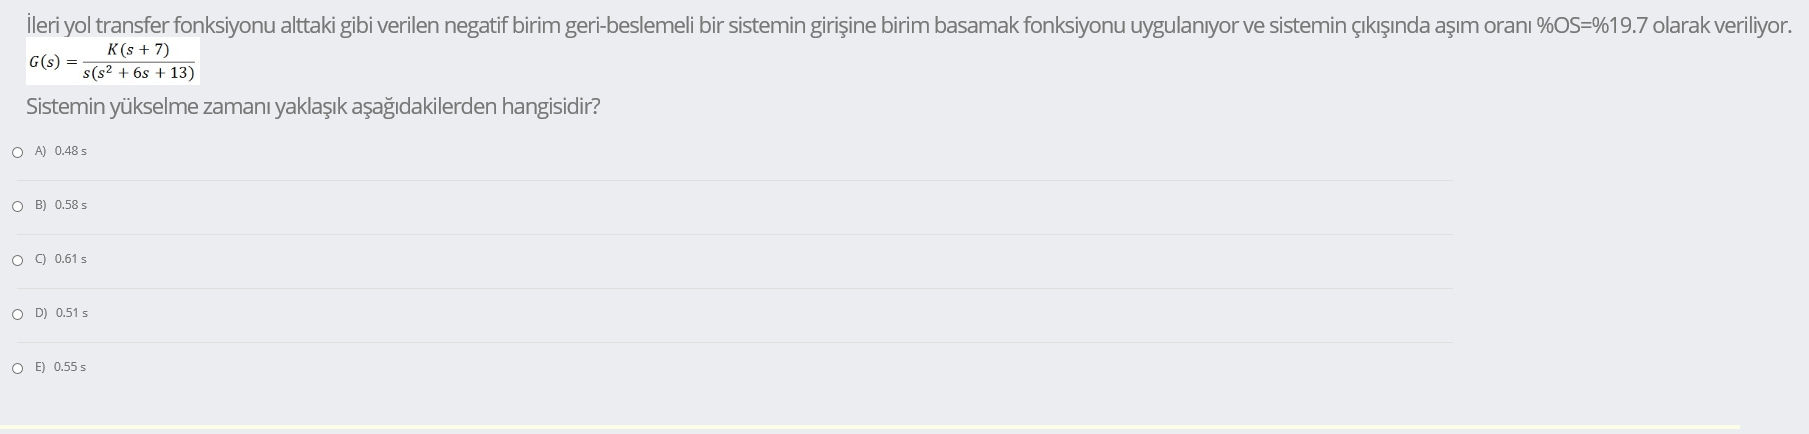 İleri yol transfer fonksiyonu alttaki gibi verilen negatif birim geri-beslemeli bir sistemin girişine birim basamak fonksiyonu uygulanıyor ve sistemin çıkışında aşım oranı %OS=%19.7 olarak veriliyor.
G(s) = K(s + 7) / s(s² + 6s + 13)
Sistemin yükselme zamanı yaklaşık aşağıdakilerden hangisidir?
A) 0.48 s
B) 0.58 s
C) 0.61 s
D) 0.51 s
E) 0.55 s